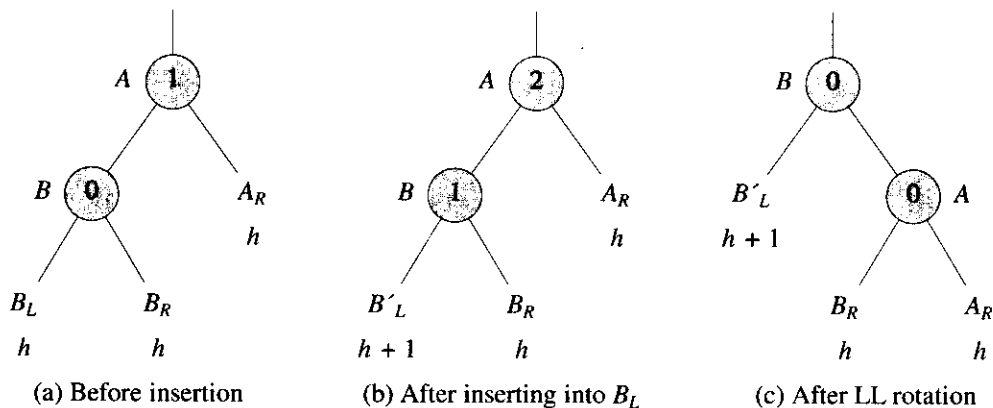 A 1 A 2 B 0
B 0 A_R B 1 A_R B´_L 0 A
h h h + 1
B_L B_R B´_L B_R B_R A_R
h h h + 1 h h h
(a) Before insertion (b) After inserting into B_L (c) After LL rotation